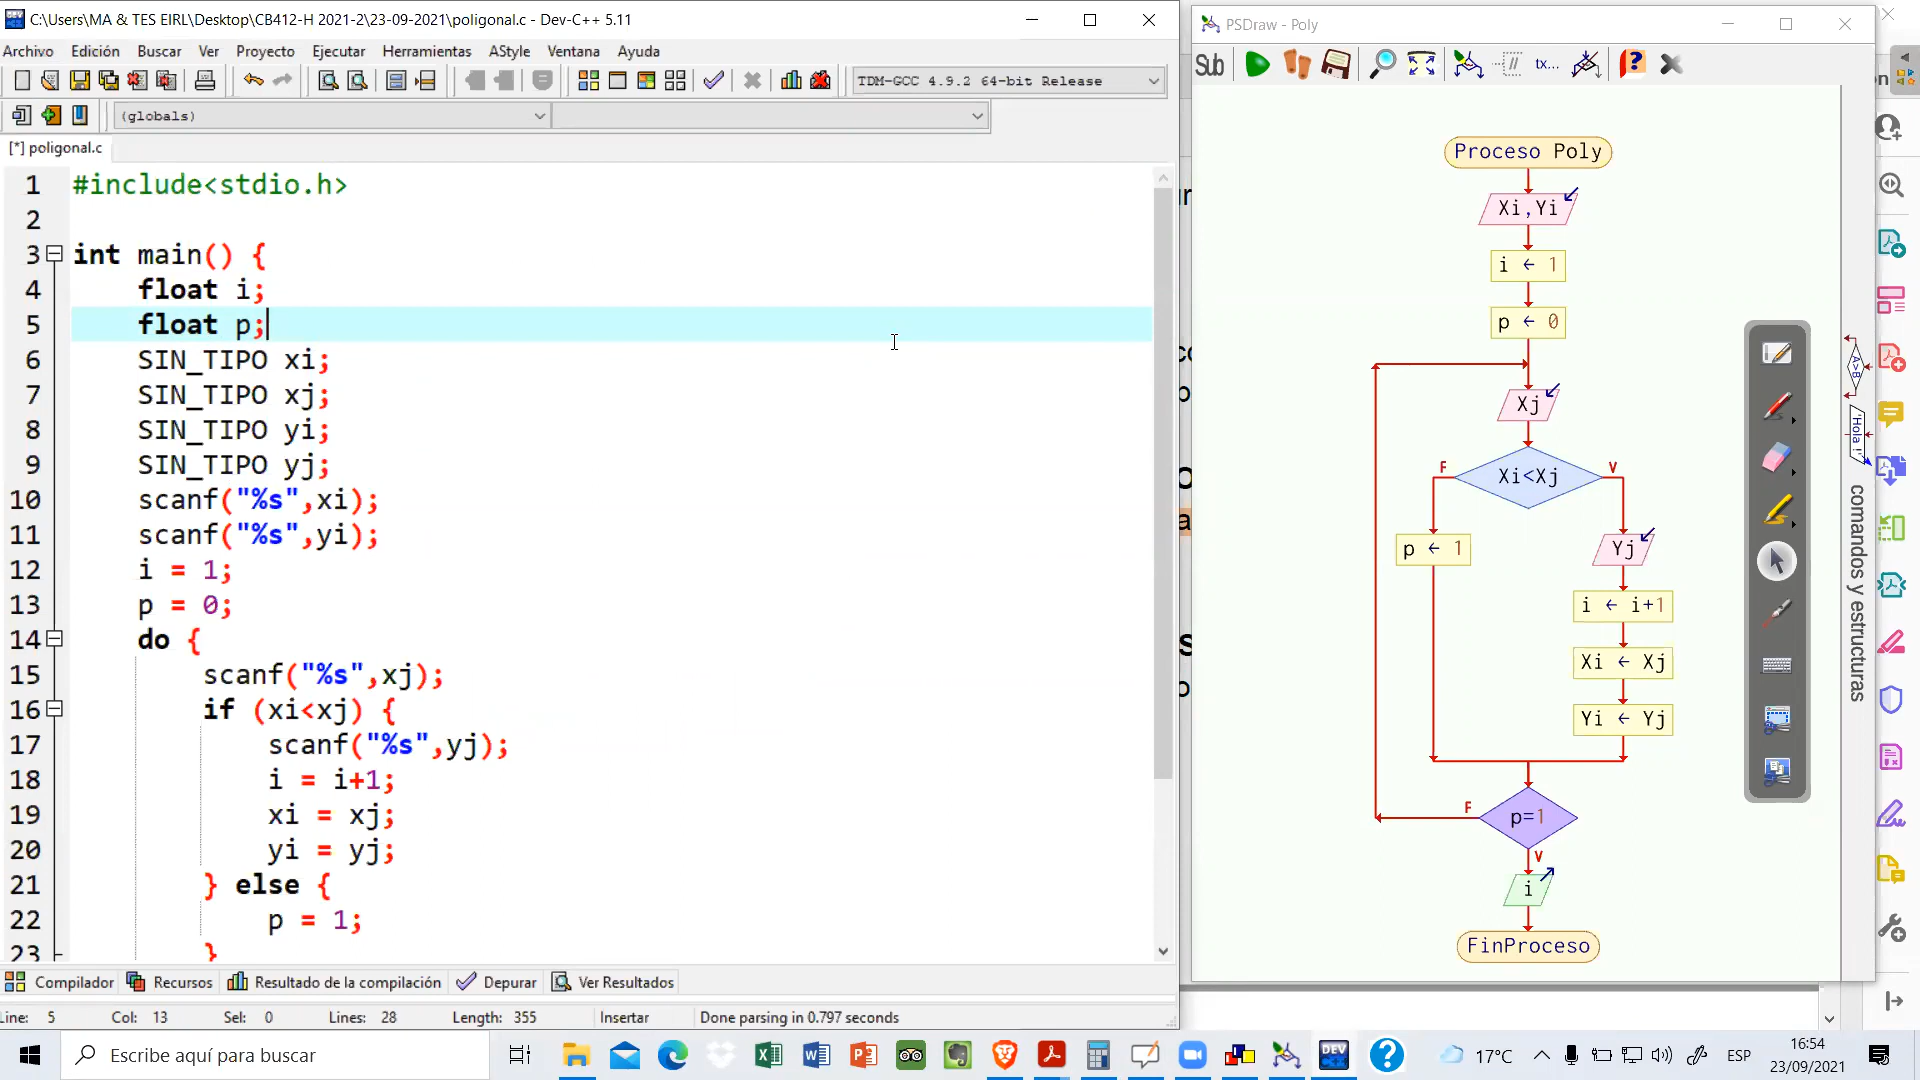 C:\Users\MA & TES EIRL\Desktop\CB412-H 2021-2\23-09-2021\poligonal.c - Dev-C++ 5.11
Archivo Edición Buscar Ver Proyecto Ejecutar Herramientas AStyle Ventana Ayuda
TDM-GCC 4.9.2 64-bit Release
(globals)
[*] poligonal.c
1 #include<stdio.h>
2
3 int main() {
4 float i;
5 float p;
6 SIN_TIPO xi;
7 SIN_TIPO xj;
8 SIN_TIPO yi;
9 SIN_TIPO yj;
10 scanf("%s",xi);
11 scanf("%s",yi);
12 i = 1;
13 p = 0;
14 do {
15 scanf("%s",xj);
16 if (xi<xj) {
17 scanf("%s",yj);
18 i = i+1;
19 xi = xj;
20 yi = yj;
21 } else {
22 p = 1;
23 }
Compilador Recursos Resultado de la compilación Depurar Ver Resultados
Line: 5 Col: 13 Sel: 0 Lines: 28 Length: 355 Insertar Done parsing in 0.797 seconds
PSDraw - Poly
Sub
tx...
Proceso Poly
Xi,Yi
i ← 1
p ← 0
Xj
F Xi<Xj V
p ← 1
Yj
i ← i+1
Xi ← Xj
Yi ← Yj
F p=1
V
i
FinProceso
A>B
'Hola !'
comandos y estructuras
Escribe aquí para buscar
DEV
17°C
ESP
16:54
23/09/2021